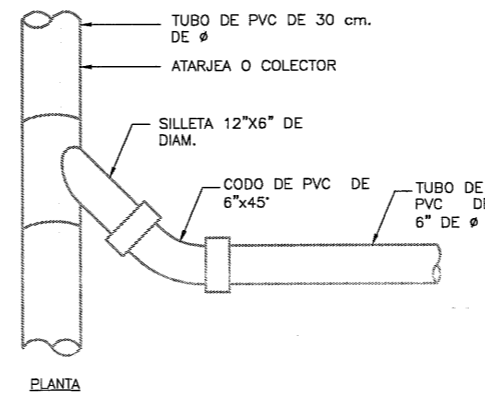 TUBO DE PVC DE 30 cm.
DE ø
ATARJEA O COLECTOR
SILLETA 12"X6" DE
DIAM.
CODO DE PVC DE
6"x45°
TUBO DE
PVC DE
6" DE ø
PLANTA